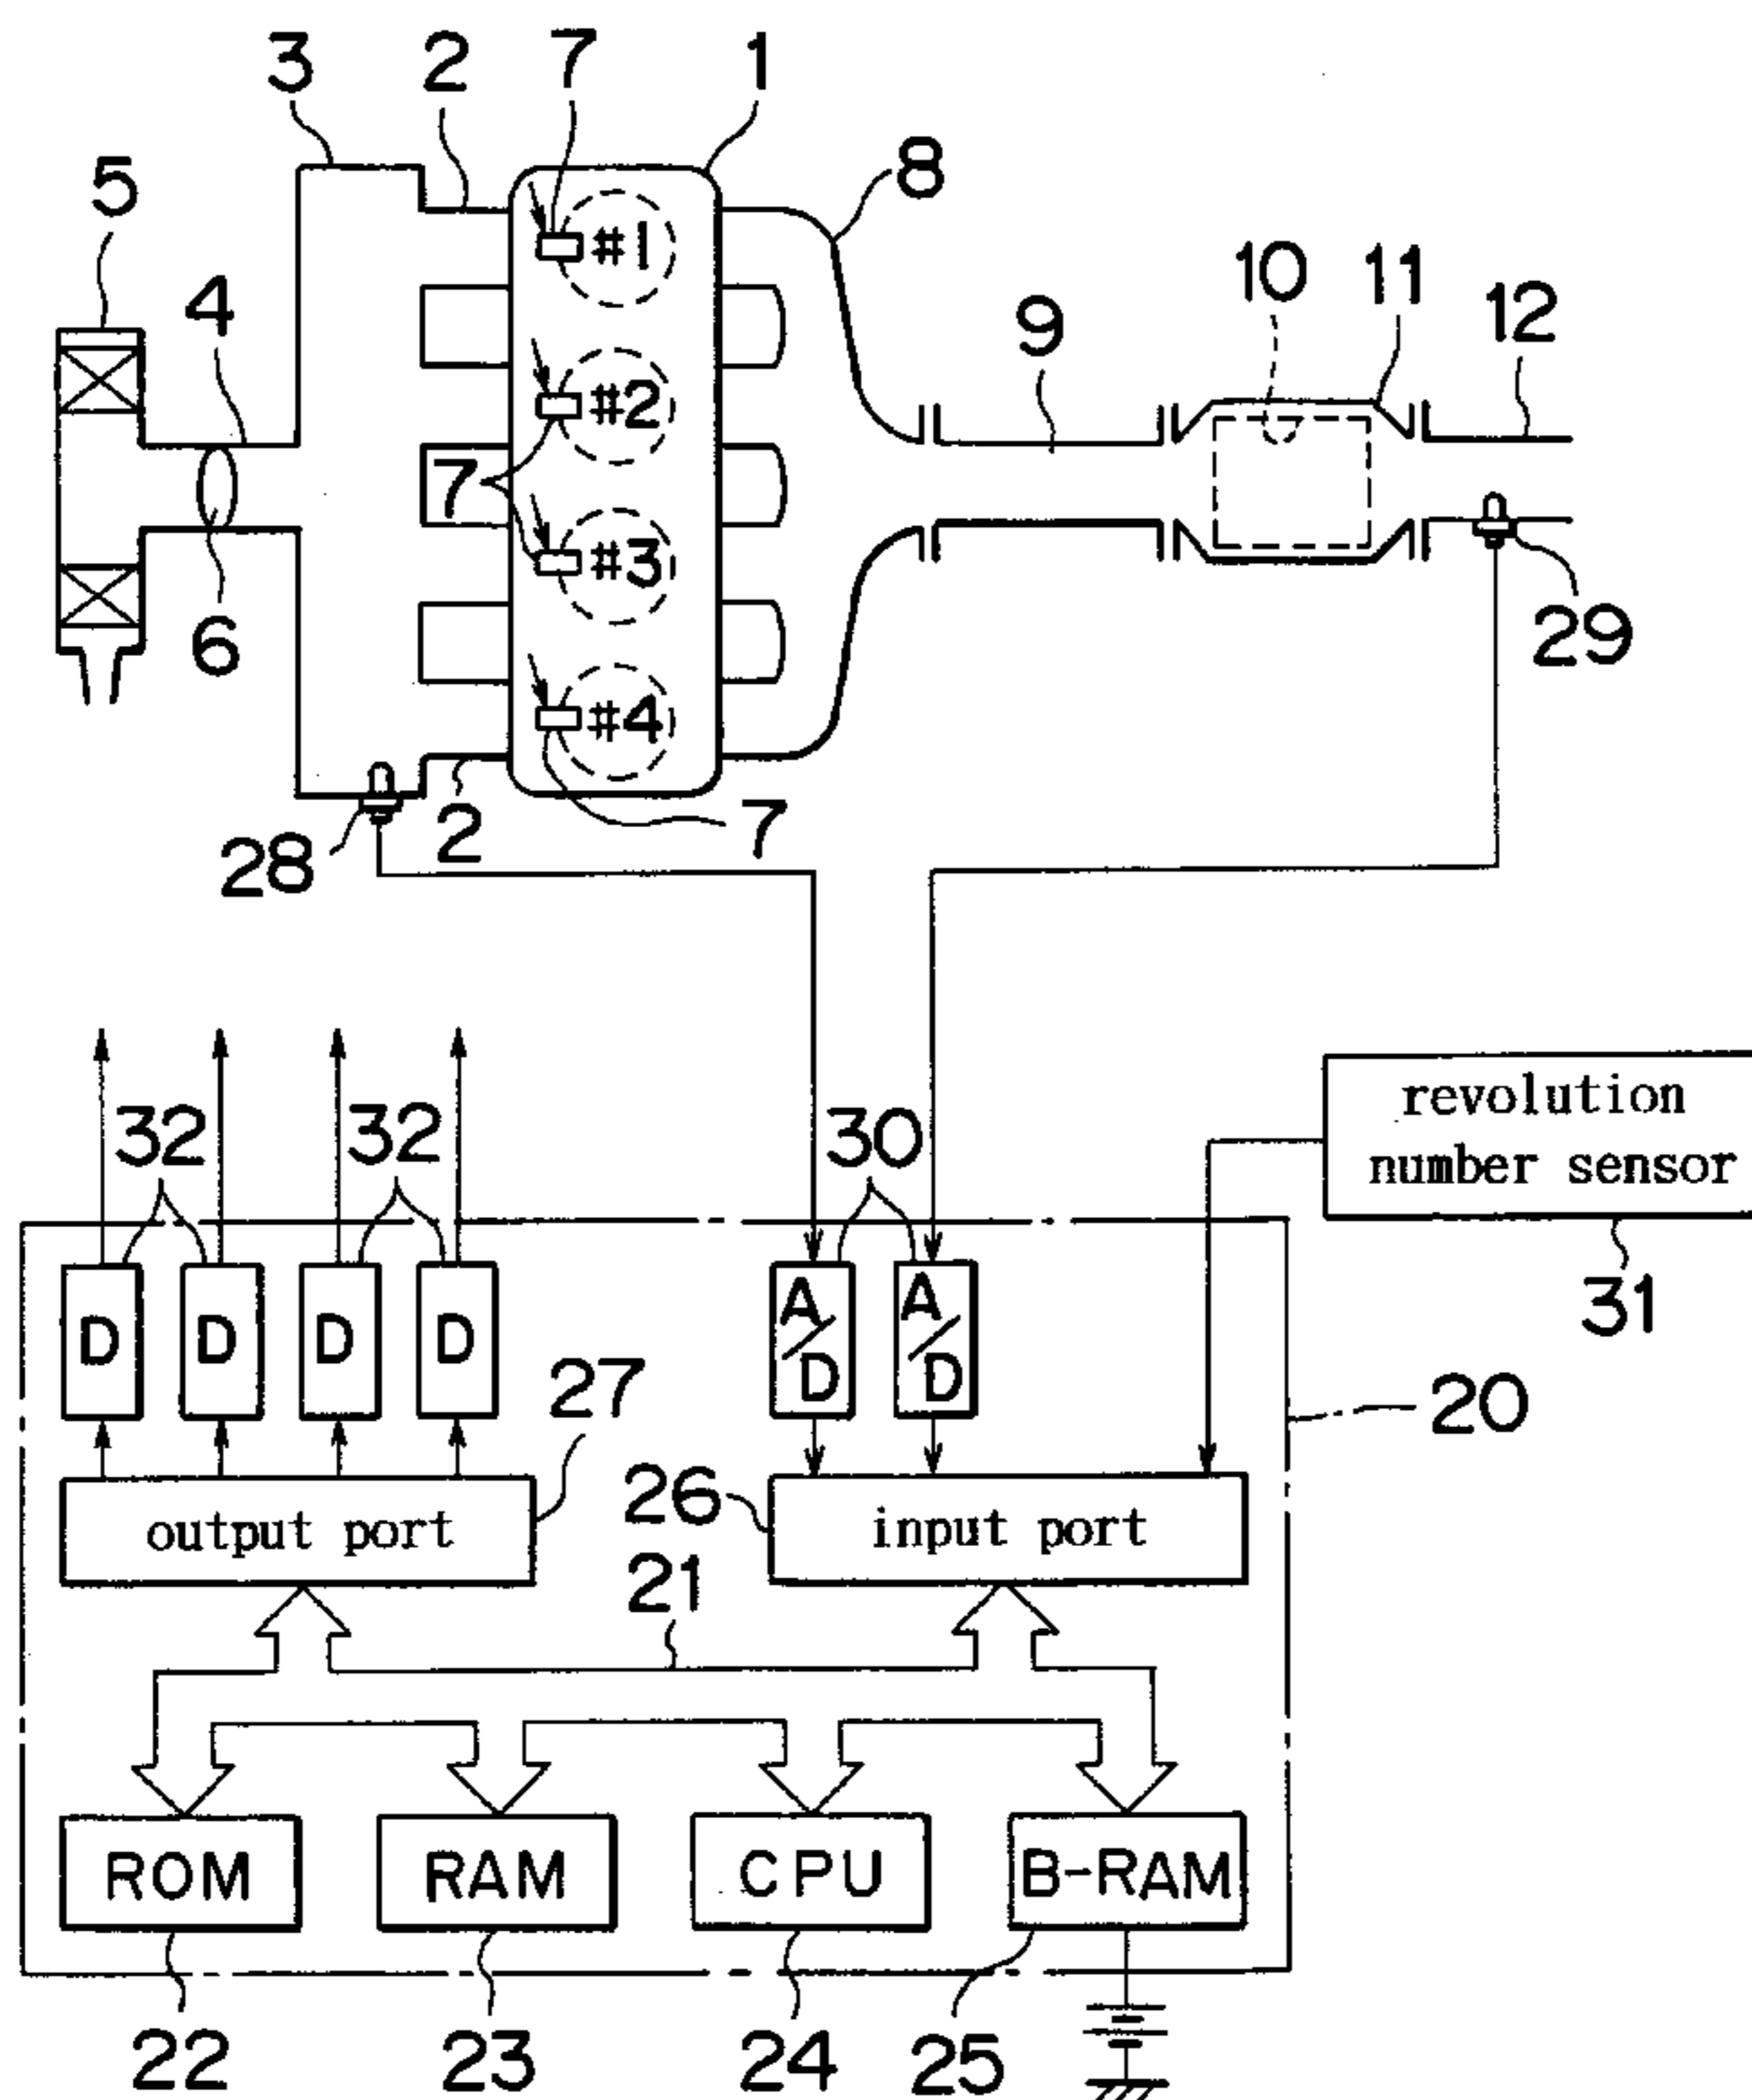 3 2 7 1
5 8
4 10 11 12
9
#1
#2
7
#3
6 29
#4
28 2 7
32 32 30
revolution
number sensor
31
D D D D A/D A/D
27 20
26
output port input port
21
ROM RAM CPU B-RAM
22 23 24 25